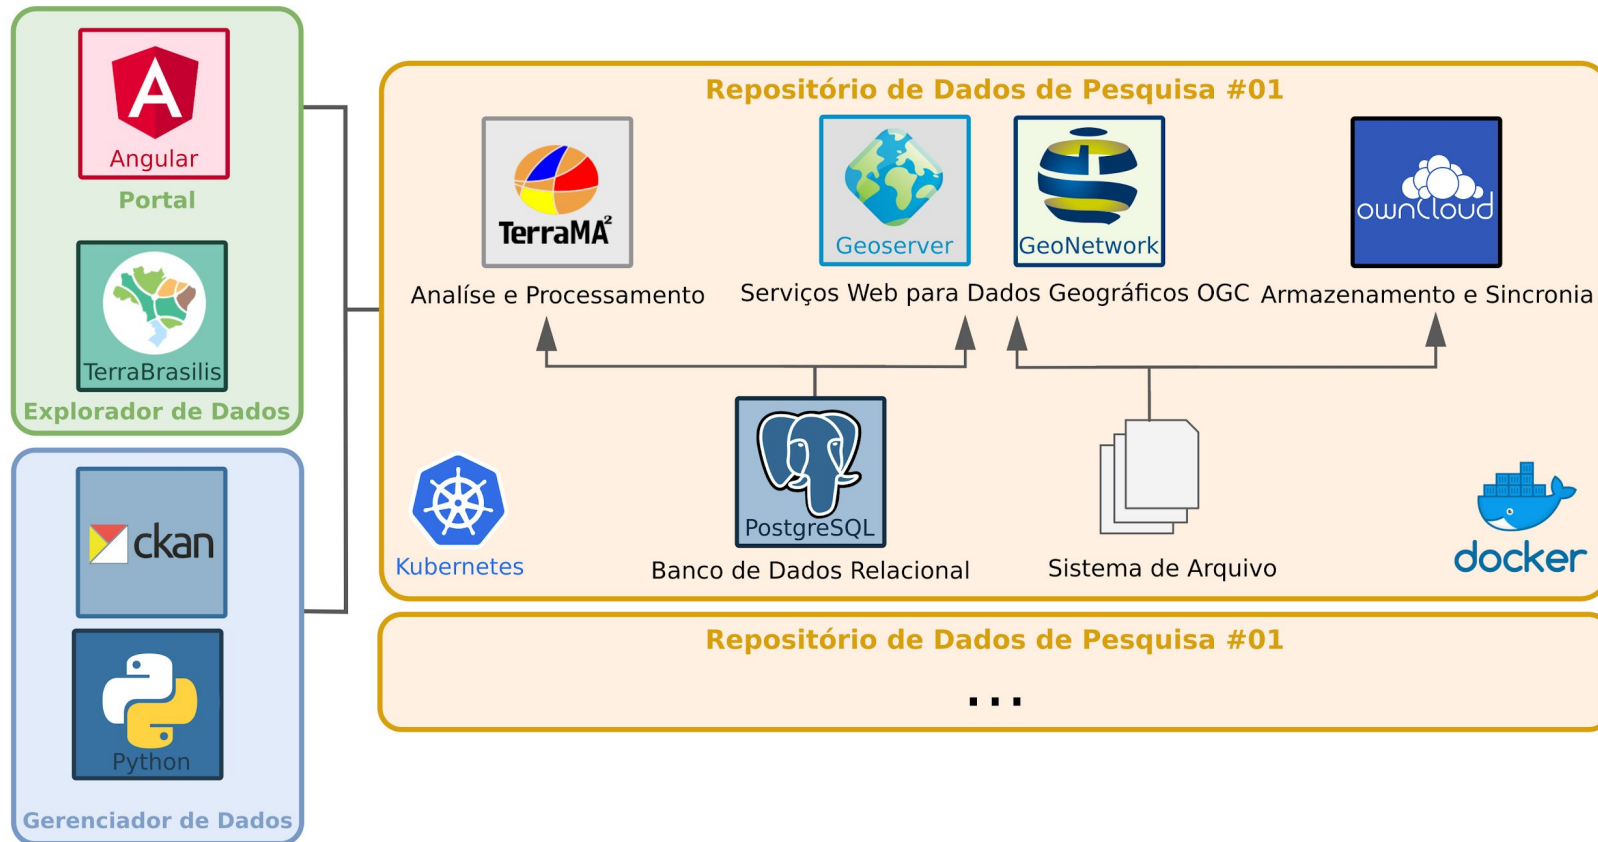 Angular
Portal
TerraBrasilis
Explorador de Dados
ckan
Python
Gerenciador de Dados
Repositório de Dados de Pesquisa #01
TerraMA²
Geoserver
GeoNetwork
ownCloud
Analíse e Processamento
Serviços Web para Dados Geográficos OGC
Armazenamento e Sincronia
PostgreSQL
Kubernetes
Banco de Dados Relacional
Sistema de Arquivo
docker
Repositório de Dados de Pesquisa #01
...